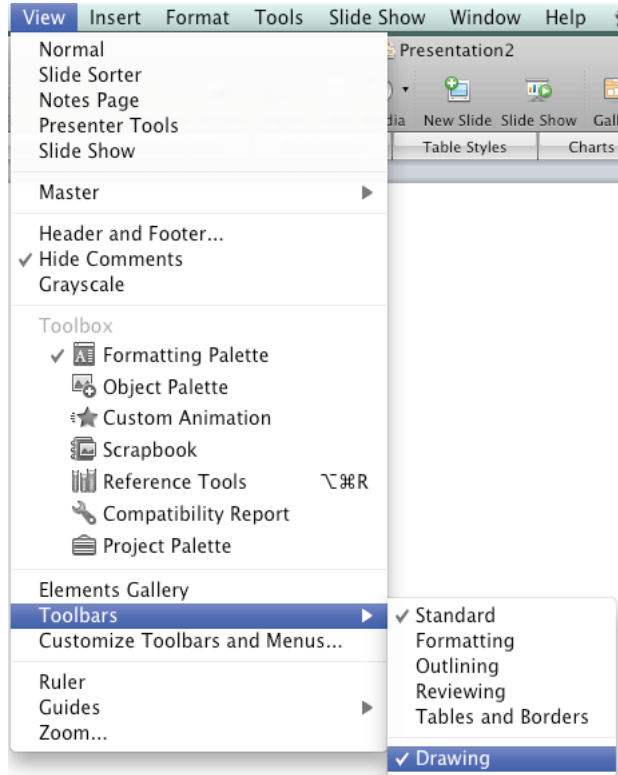 View Insert Format Tools Slide Show Window Help
Presentation2
New Slide Slide Show
Table Styles Charts
Normal
Slide Sorter
Notes Page
Presenter Tools
Slide Show
Master
Header and Footer...
✓ Hide Comments
Grayscale
Toolbox
✓ Formatting Palette
Object Palette
Custom Animation
Scrapbook
Reference Tools ⌥⌘R
Compatibility Report
Project Palette
Elements Gallery
Toolbars
Customize Toolbars and Menus...
Ruler
Guides
Zoom...
✓ Standard
Formatting
Outlining
Reviewing
Tables and Borders
✓ Drawing